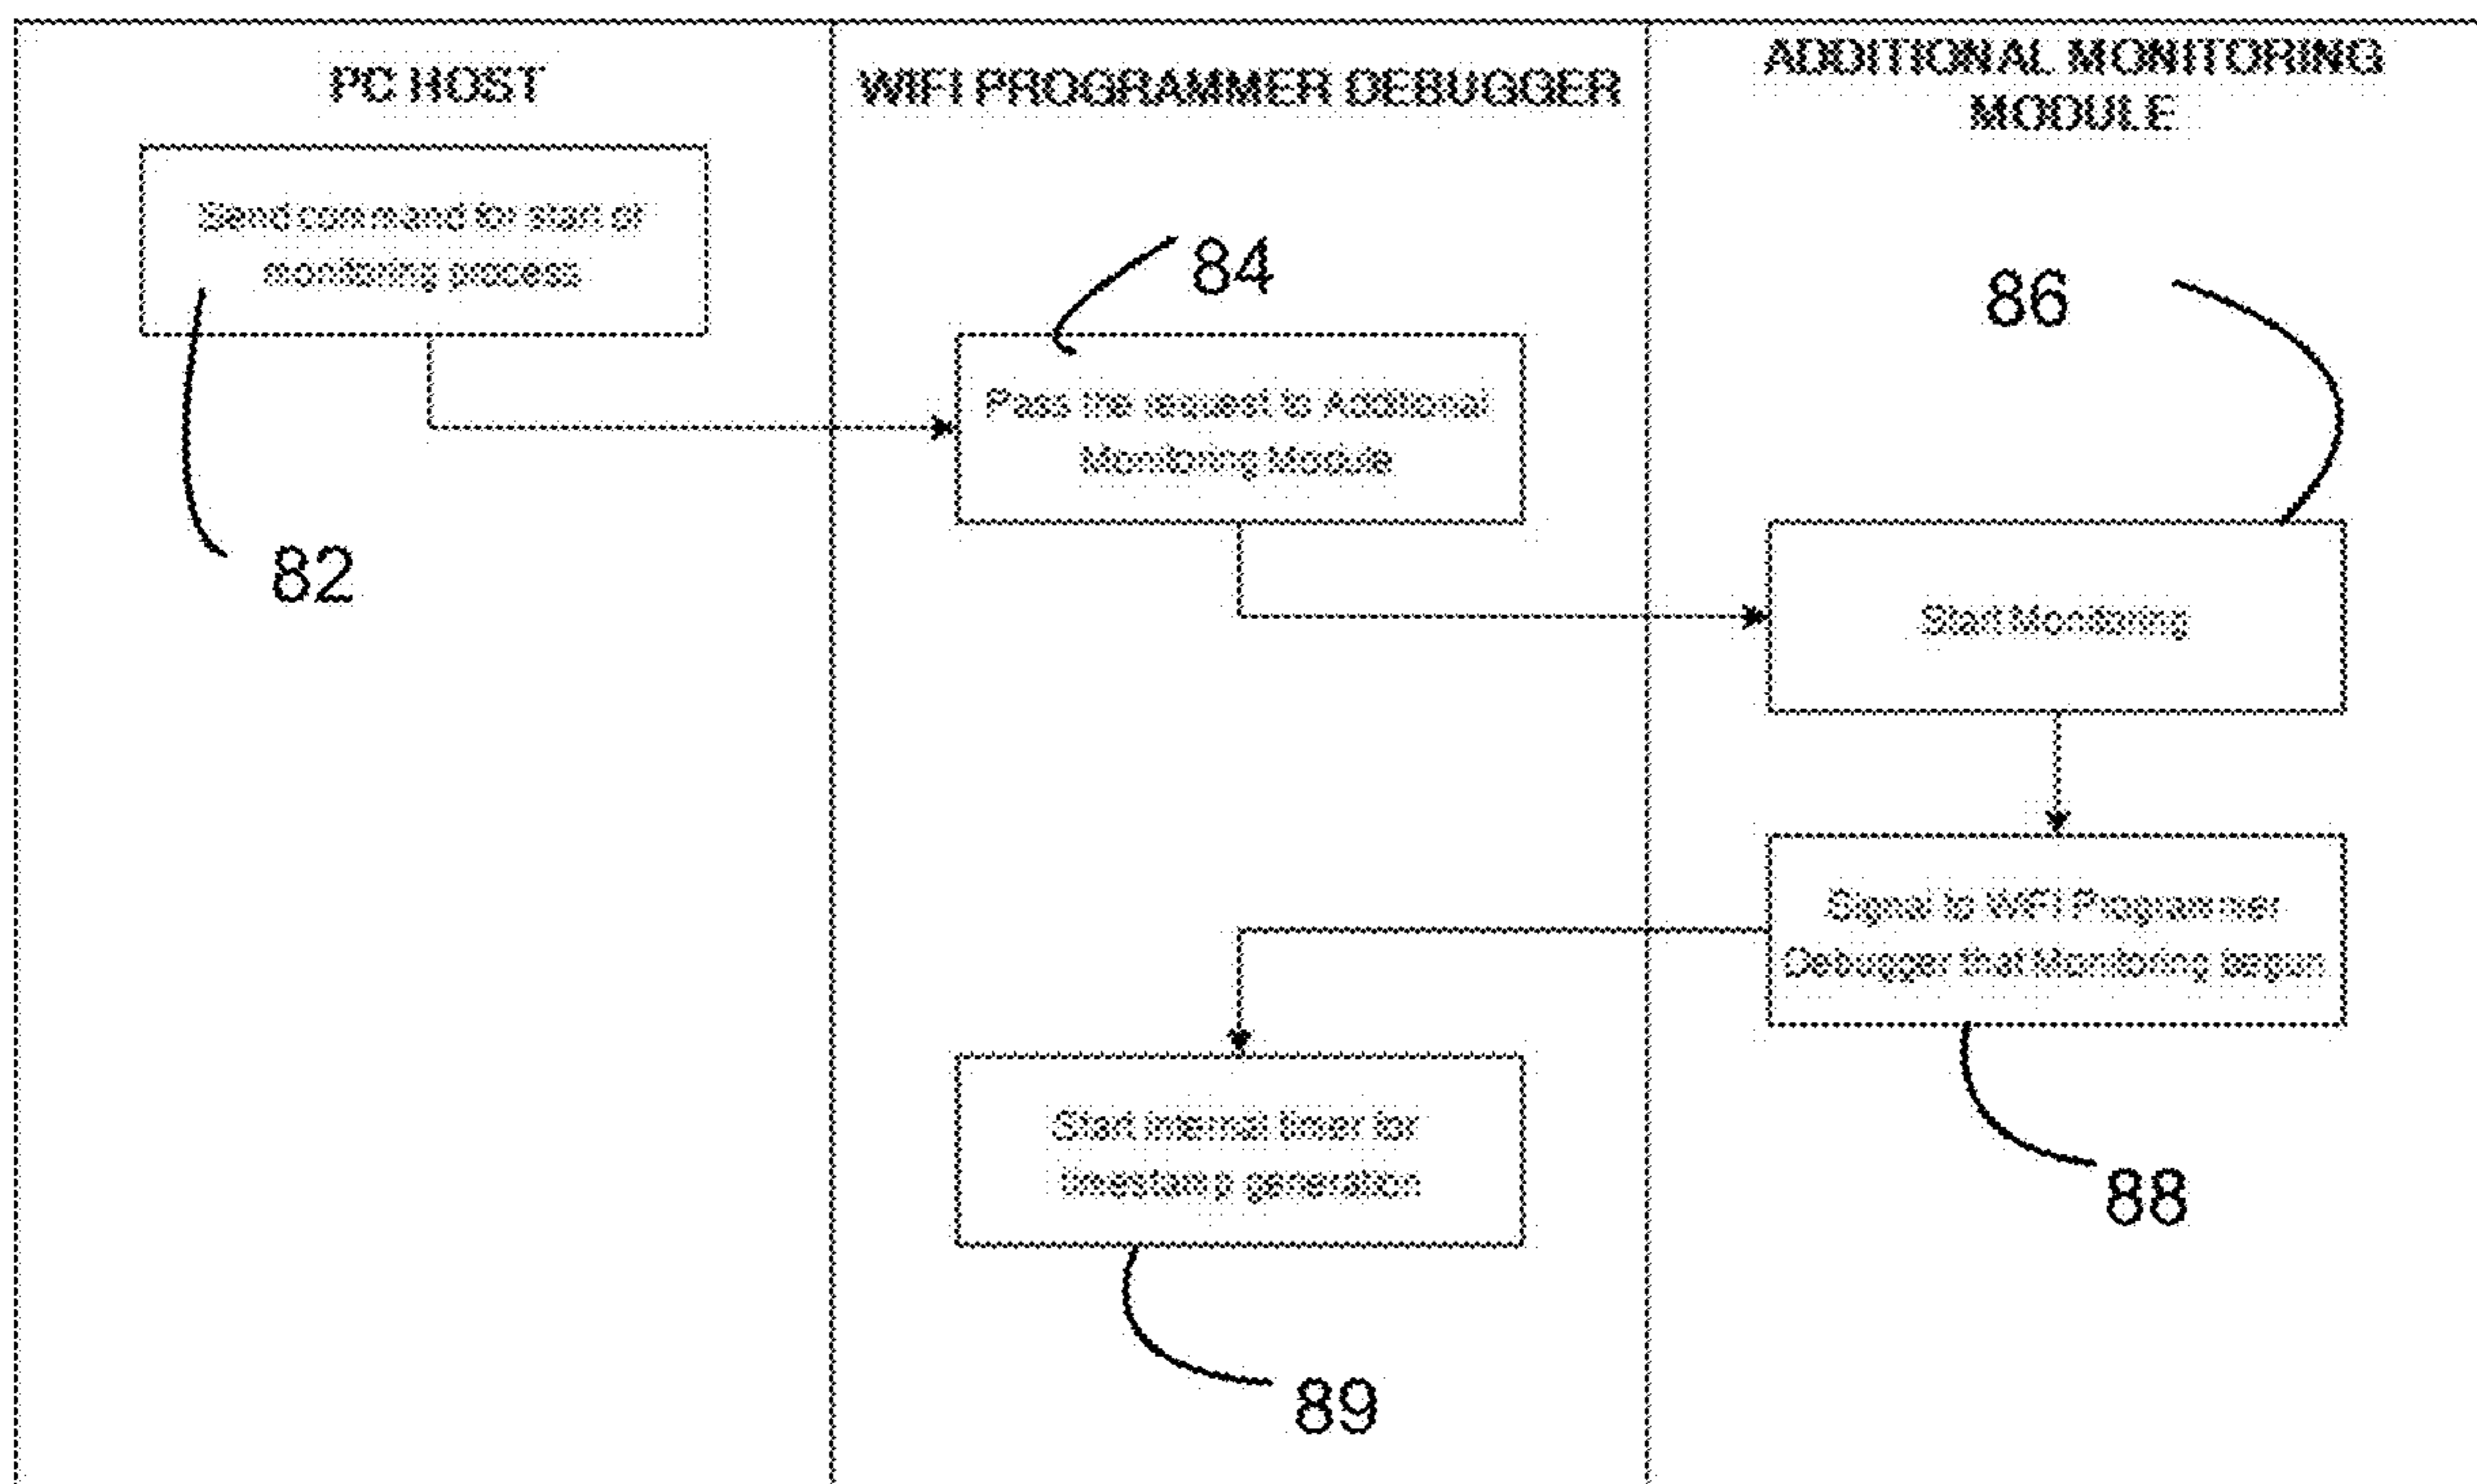 PC HOST
WIFI PROGRAMMER DEBUGGER
ADDITIONAL MONITORING
MODULE
Send command for start of
monitoring process
82
84
Pass the request to Additional
Monitoring Module
86
Start Monitoring
Signal to WiFi Programmer
Debugger that Monitoring began
88
Start internal timer for
timestamp generation
89